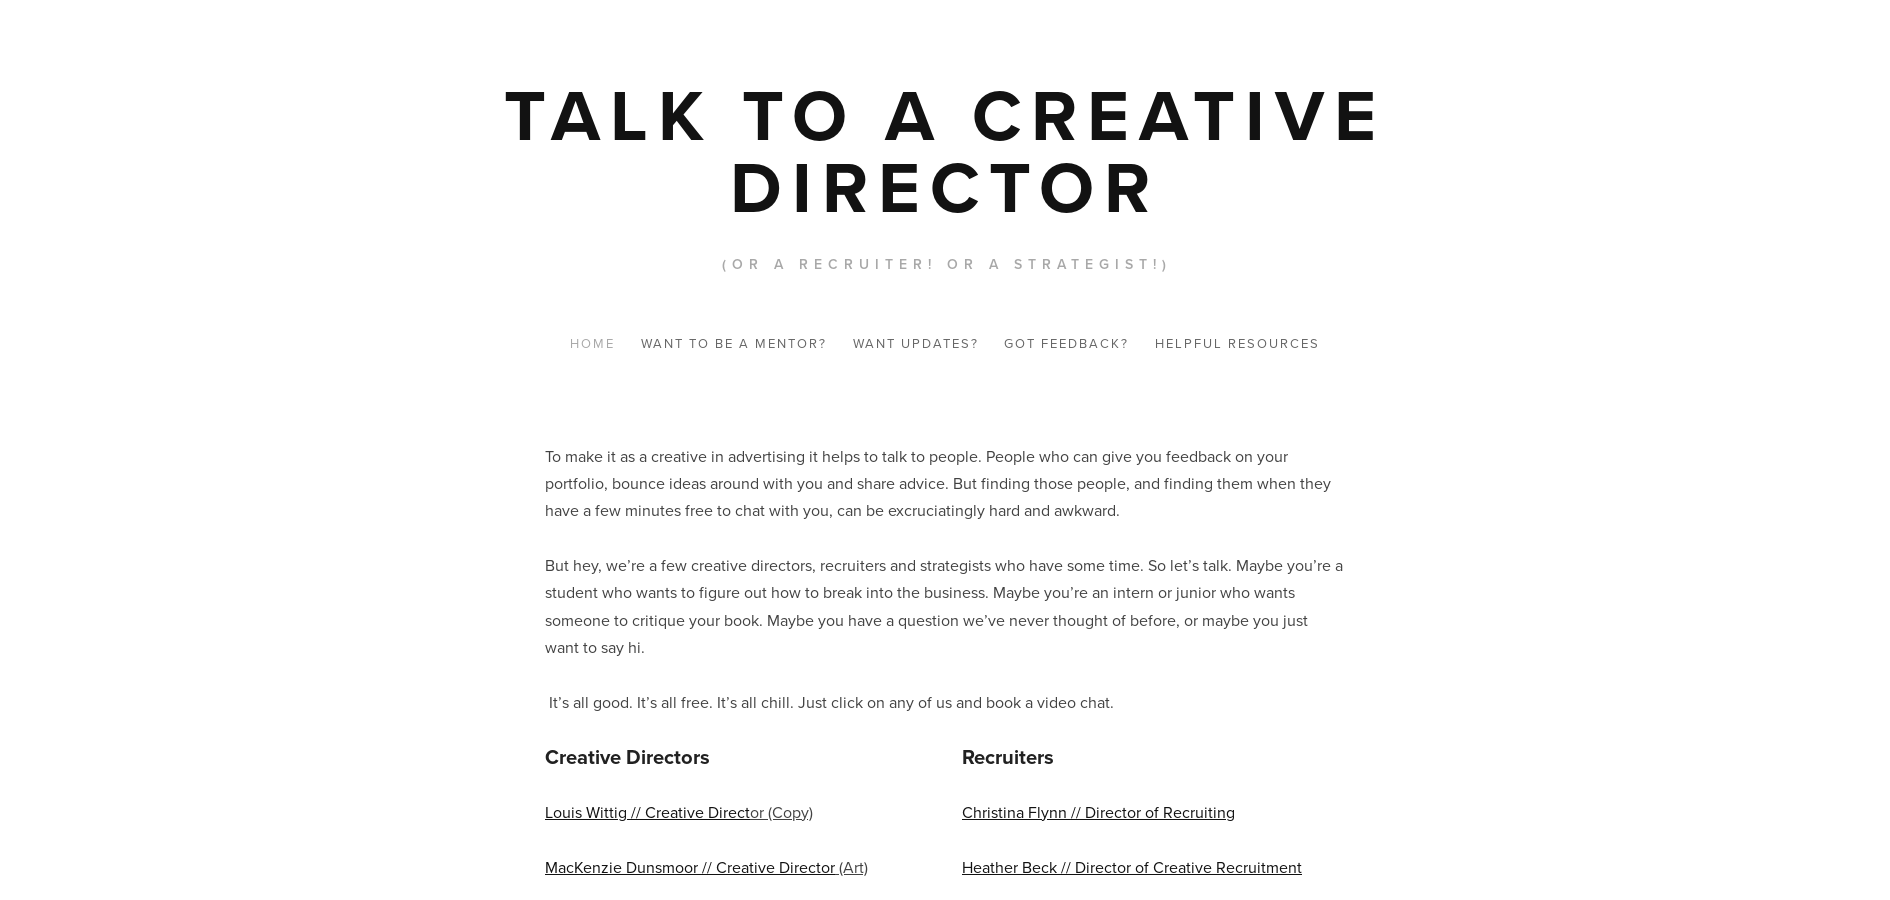 TALK TO A CREATIVE
DIRECTOR
(OR A RECRUITER! OR A STRATEGIST!)
HOME WANT TO BE A MENTOR? WANT UPDATES? GOT FEEDBACK? HELPFUL RESOURCES
To make it as a creative in advertising it helps to talk to people. People who can give you feedback on your
portfolio, bounce ideas around with you and share advice. But finding those people, and finding them when they
have a few minutes free to chat with you, can be excruciatingly hard and awkward.
But hey, we’re a few creative directors, recruiters and strategists who have some time. So let’s talk. Maybe you’re a
student who wants to figure out how to break into the business. Maybe you’re an intern or junior who wants
someone to critique your book. Maybe you have a question we’ve never thought of before, or maybe you just
want to say hi.
It’s all good. It’s all free. It’s all chill. Just click on any of us and book a video chat.
Creative Directors
Louis Wittig // Creative Director (Copy)
MacKenzie Dunsmoor // Creative Director (Art)
Recruiters
Christina Flynn // Director of Recruiting
Heather Beck // Director of Creative Recruitment